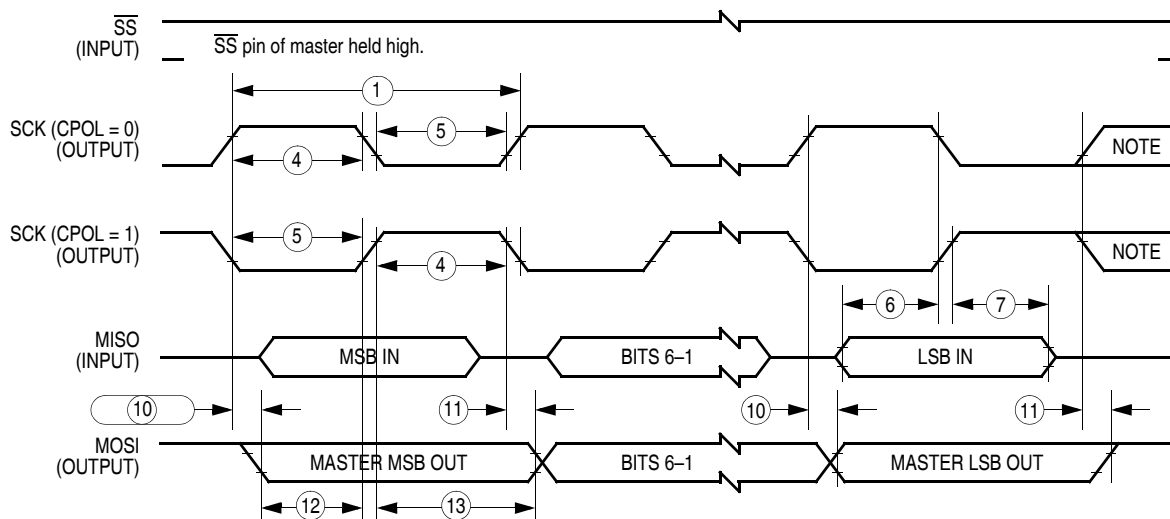 SS
(INPUT)
SS pin of master held high.
1
SCK (CPOL = 0)
(OUTPUT)
5
4
NOTE
SCK (CPOL = 1)
(OUTPUT)
5
4
NOTE
6
7
MISO
(INPUT)
MSB IN
BITS 6–1
LSB IN
10
11
10
11
MOSI
(OUTPUT)
MASTER MSB OUT
BITS 6–1
MASTER LSB OUT
12
13